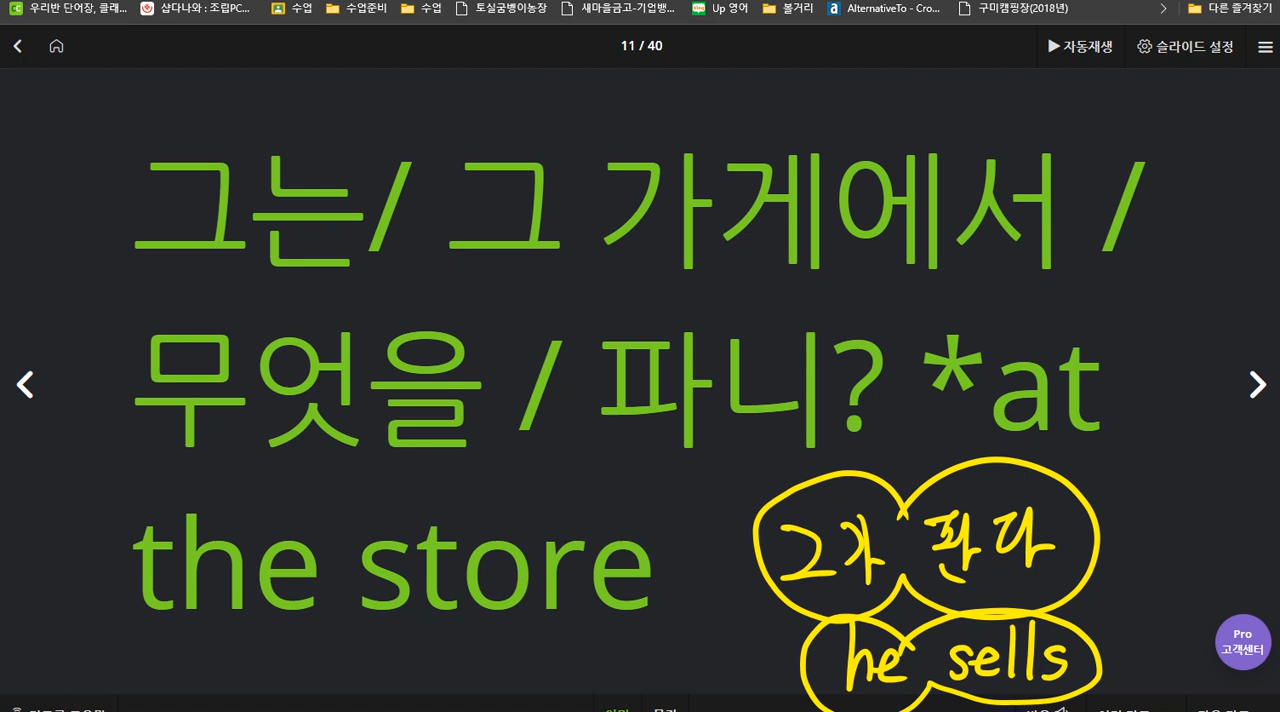 우리반 단어장, 클래... 샵다나와 : 조립PC... 수업 수업준비 수업 토실굼벵이농장 새마을금고-기업뱅... Up 영어 볼거리 AlternativeTo - Cro... 구미캠핑장(2018년) 다른 즐겨찾기
11 / 40 자동재생 슬라이드 설정
그는/ 그 가게에서 /
무엇을 / 파니? *at
the store
그가 판다
he sells
Pro
고객센터